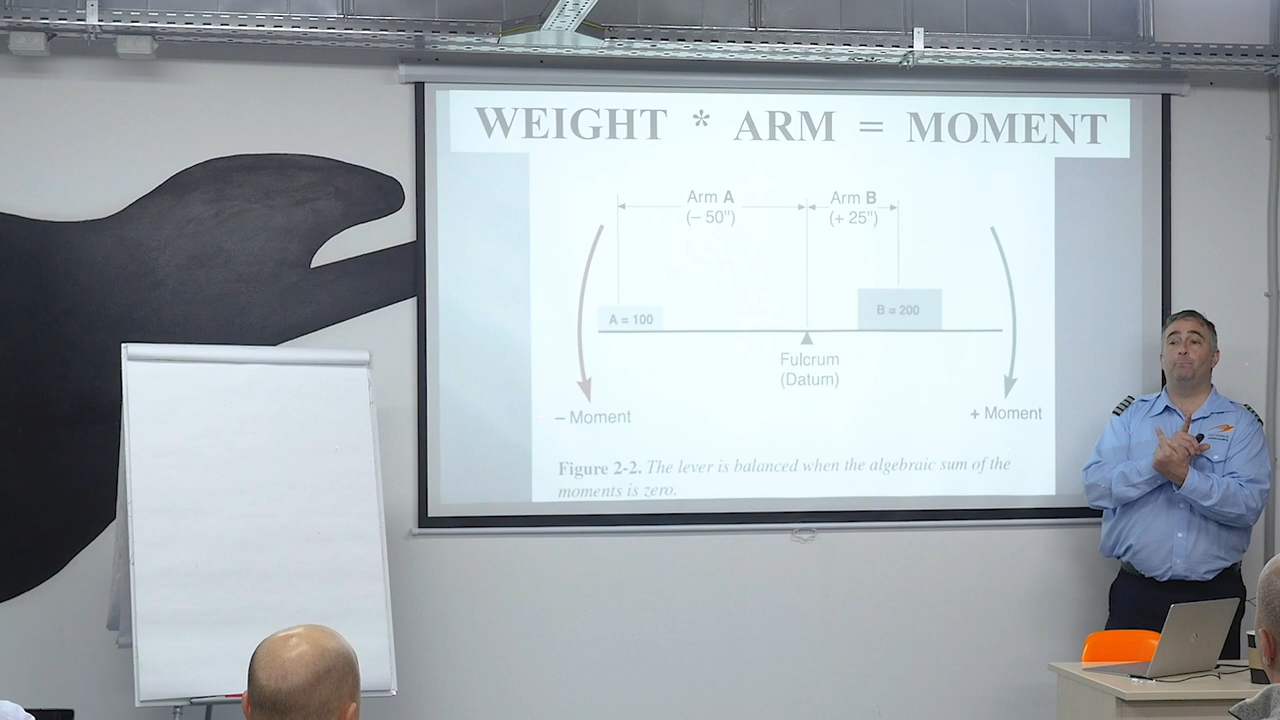 WEIGHT * ARM = MOMENT
Arm A
(– 50")
Arm B
(+ 25")
A = 100
B = 200
Fulcrum
(Datum)
– Moment
+ Moment
Figure 2-2. The lever is balanced when the algebraic sum of the
moments is zero.